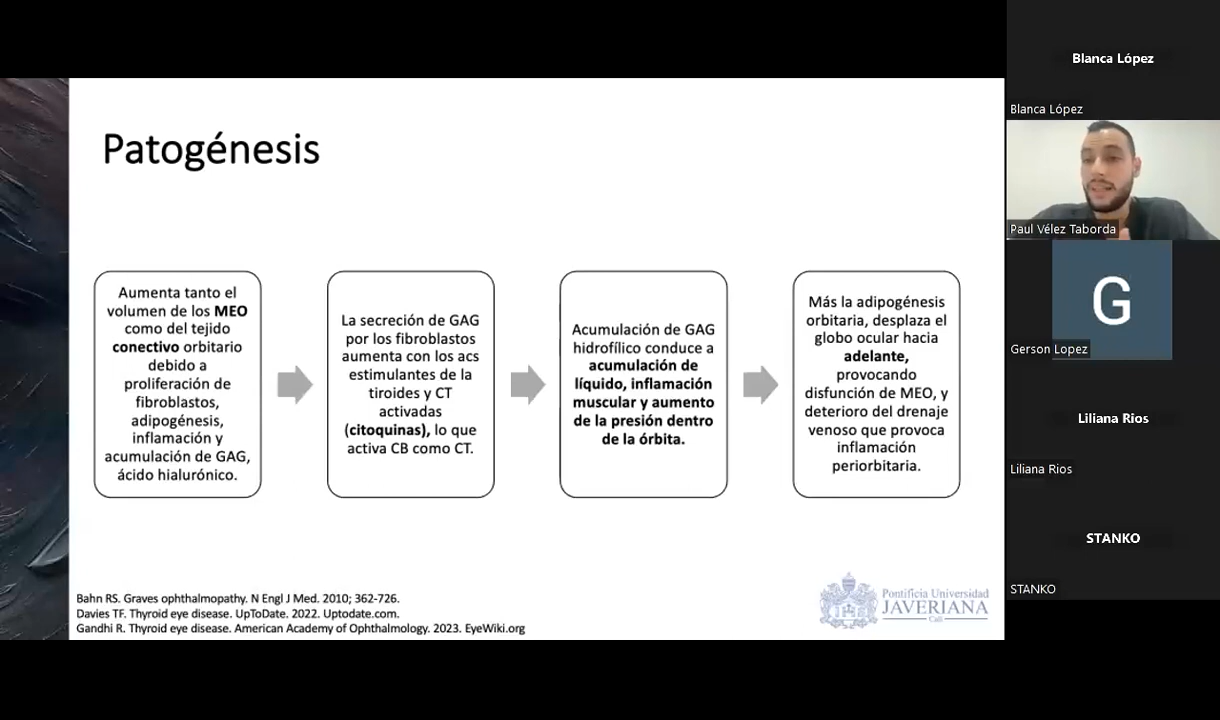 Patogénesis
Aumenta tanto el
volumen de los MEO
como del tejido
conectivo orbitario
debido a
proliferación de
fibroblastos,
adipogénesis,
inflamación y
acumulación de GAG,
ácido hialurónico.
La secreción de GAG
por los fibroblastos
aumenta con los acs
estimulantes de la
tiroides y CT
activadas
(citoquinas), lo que
activa CB como CT.
Acumulación de GAG
hidrofílico conduce a
acumulación de
líquido, inflamación
muscular y aumento
de la presión dentro
de la órbita.
Más la adipogénesis
orbitaria, desplaza el
globo ocular hacia
adelante,
provocando
disfunción de MEO, y
deterioro del drenaje
venoso que provoca
inflamación
periorbitaria.
Bahn RS. Graves ophthalmopathy. N Engl J Med. 2010; 362-726.
Davies TF. Thyroid eye disease. UpToDate. 2022. Uptodate.com.
Gandhi R. Thyroid eye disease. American Academy of Ophthalmology. 2023. EyeWiki.org
Pontificia Universidad
JAVERIANA
Cali
Blanca López
Blanca López
Paul Vélez Taborda
G
Gerson Lopez
Liliana Rios
Liliana Rios
STANKO
STANKO